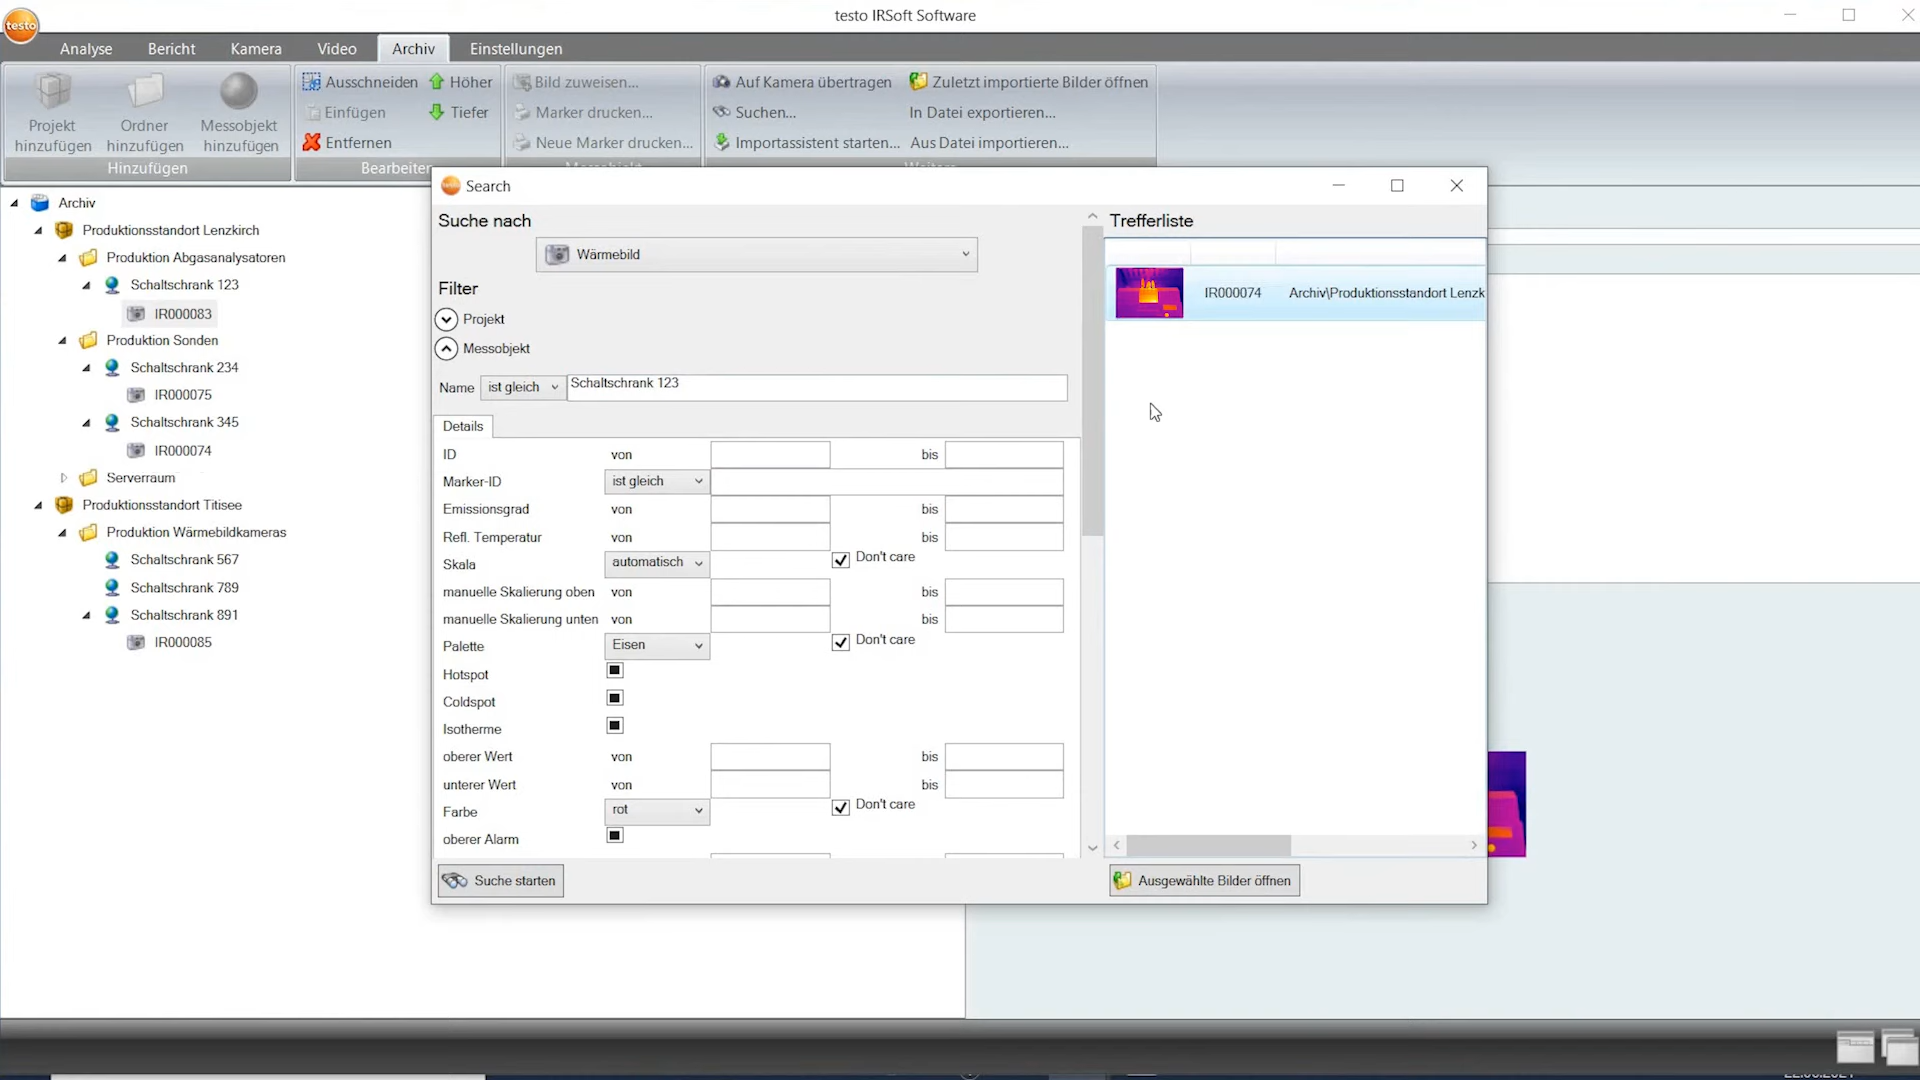 testo IRSoft Software
testo
Analyse
Bericht
Kamera
Video
Archiv
Einstellungen
Projekt hinzufügen
Ordner hinzufügen
Messobjekt hinzufügen
Hinzufügen
Ausschneiden
Einfügen
Entfernen
Höher
Tiefer
Bild zuweisen...
Marker drucken...
Neue Marker drucken...
Auf Kamera übertragen
Suchen...
Importassistent starten...
Zuletzt importierte Bilder öffnen
In Datei exportieren...
Aus Datei importieren...
Archiv
Produktionsstandort Lenzkirch
Produktion Abgasanalysatoren
Schaltschrank 123
IR000083
Produktion Sonden
Schaltschrank 234
IR000075
Schaltschrank 345
IR000074
Serverraum
Produktionsstandort Titisee
Produktion Wärmebildkameras
Schaltschrank 567
Schaltschrank 789
Schaltschrank 891
IR000085
Search
Suche nach
Wärmebild
Filter
Projekt
Messobjekt
Name ist gleich Schaltschrank 123
Details
ID von bis
Marker-ID ist gleich
Emissionsgrad von bis
Refl. Temperatur von bis
Skala automatisch Don't care
manuelle Skalierung oben von bis
manuelle Skalierung unten von bis
Palette Eisen Don't care
Hotspot
Coldspot
Isotherme
oberer Wert von bis
unterer Wert von bis
Farbe rot Don't care
oberer Alarm
Suche starten
Trefferliste
IR000074 Archiv\Produktionsstandort Lenzk
Ausgewählte Bilder öffnen